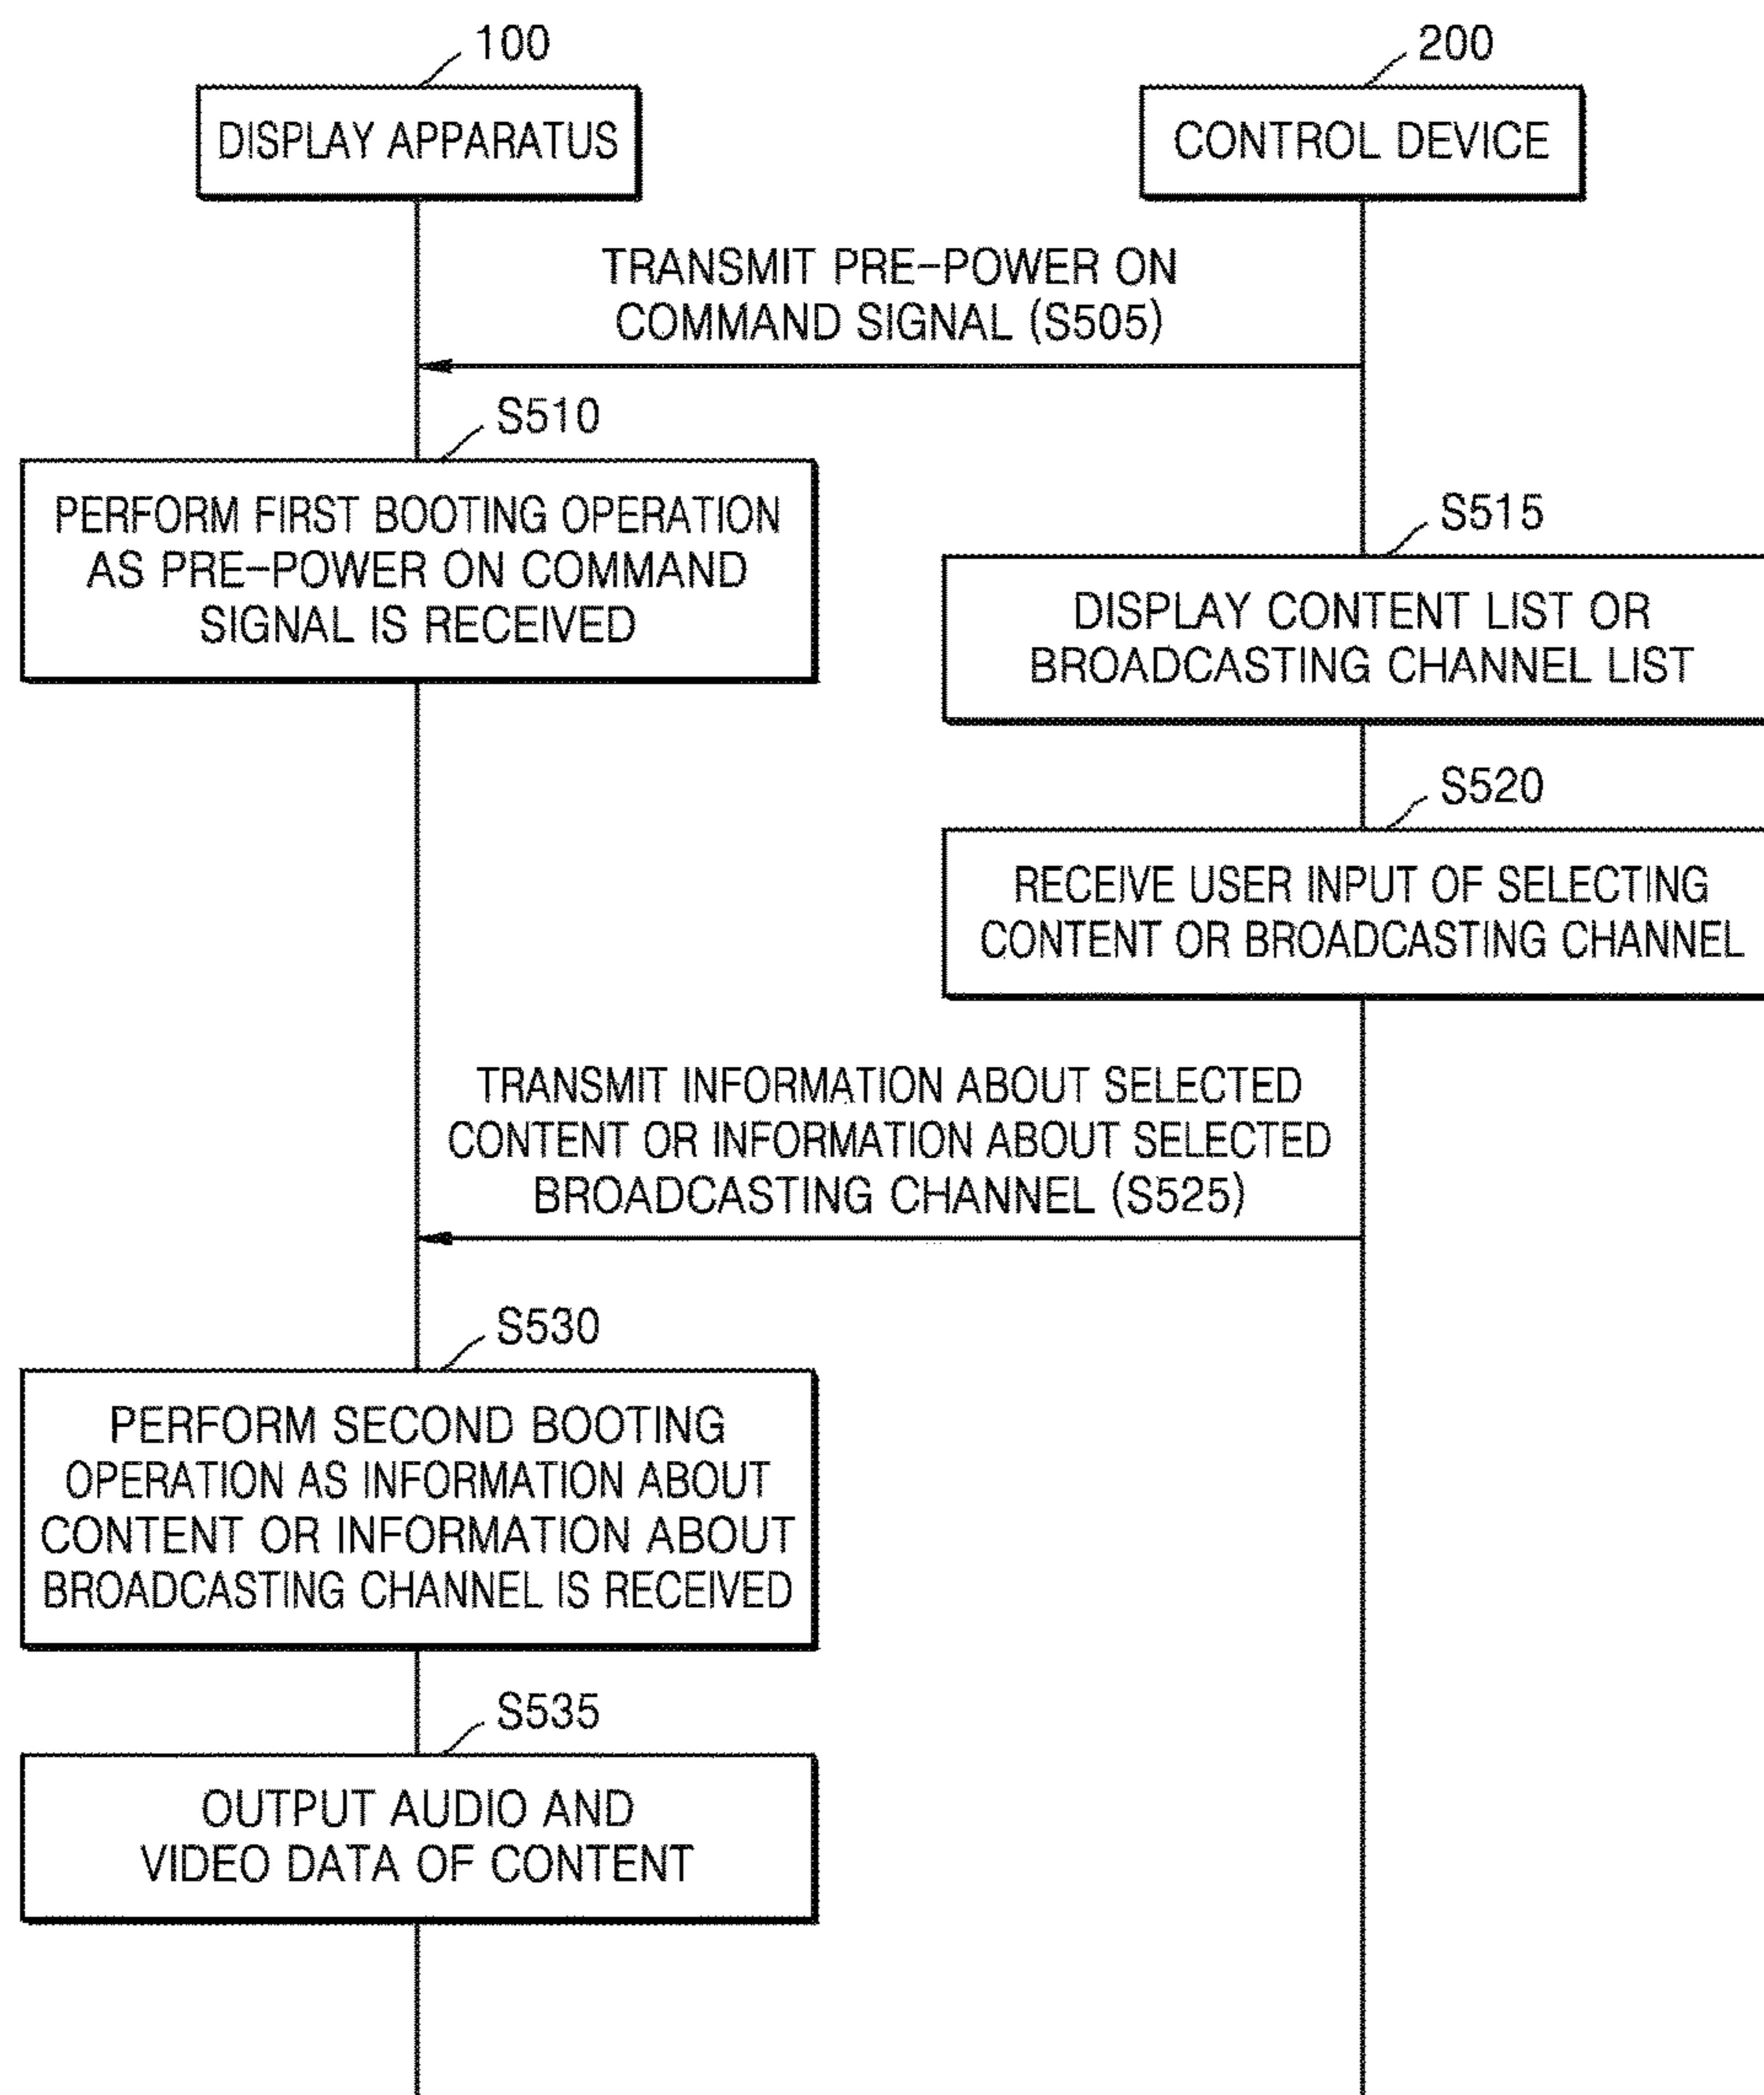 100
200
DISPLAY APPARATUS
CONTROL DEVICE
TRANSMIT PRE-POWER ON
COMMAND SIGNAL (S505)
S510
PERFORM FIRST BOOTING OPERATION
AS PRE-POWER ON COMMAND
SIGNAL IS RECEIVED
S515
DISPLAY CONTENT LIST OR
BROADCASTING CHANNEL LIST
S520
RECEIVE USER INPUT OF SELECTING
CONTENT OR BROADCASTING CHANNEL
TRANSMIT INFORMATION ABOUT SELECTED
CONTENT OR INFORMATION ABOUT SELECTED
BROADCASTING CHANNEL (S525)
S530
PERFORM SECOND BOOTING
OPERATION AS INFORMATION ABOUT
CONTENT OR INFORMATION ABOUT
BROADCASTING CHANNEL IS RECEIVED
S535
OUTPUT AUDIO AND
VIDEO DATA OF CONTENT